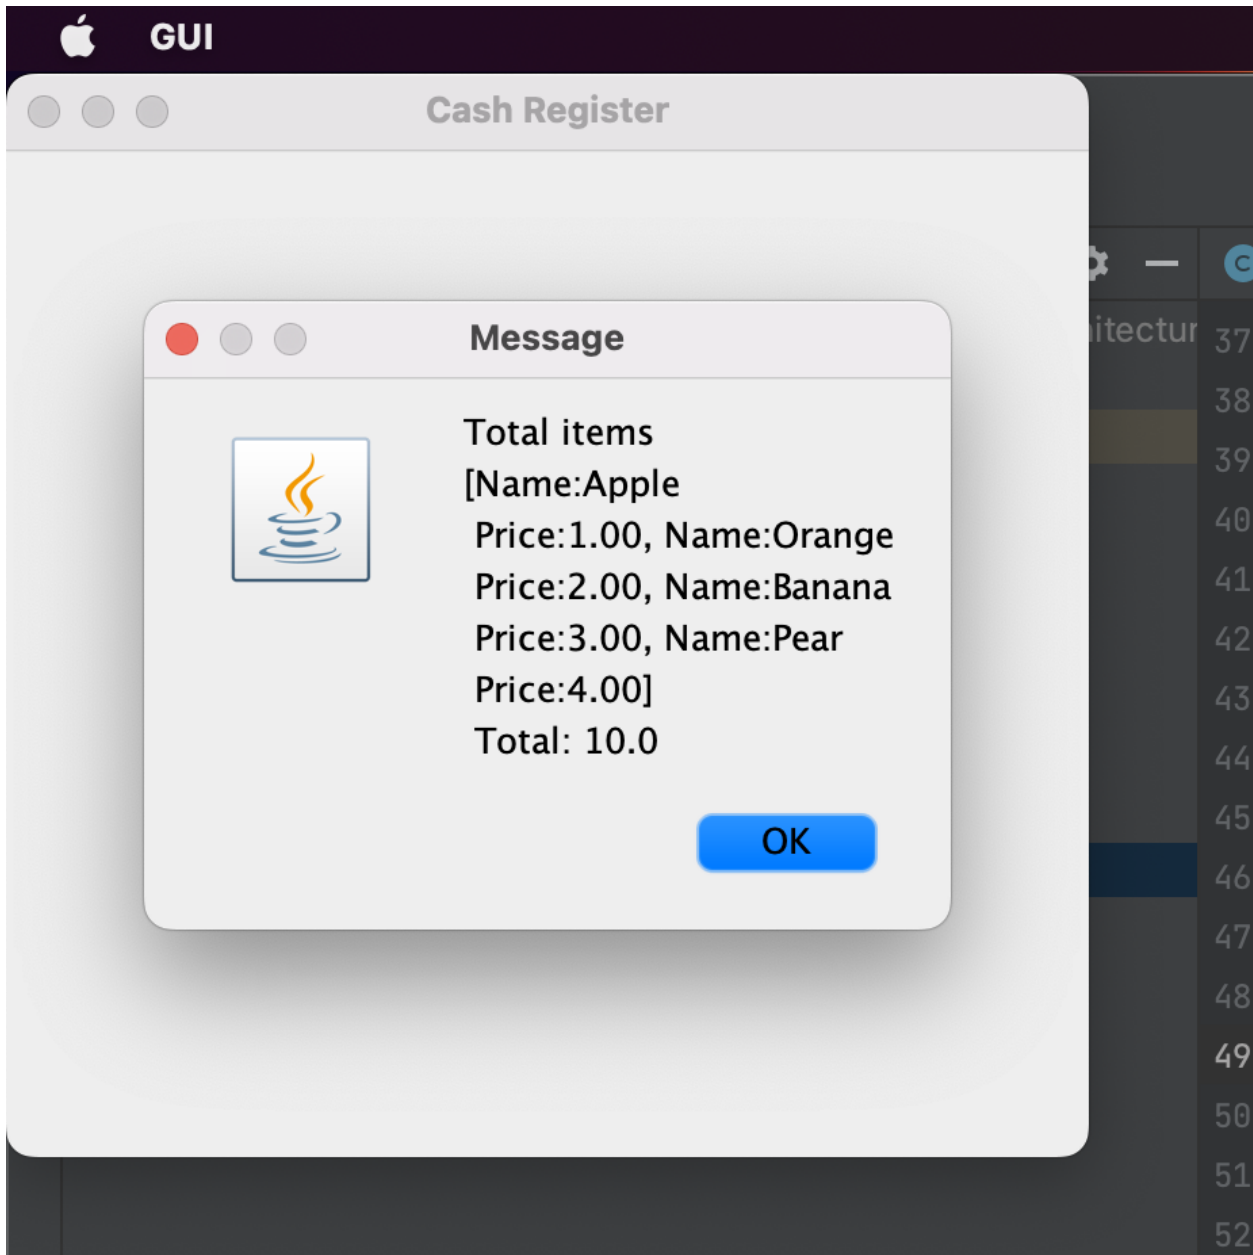 GUI
Cash Register
Message
Total items
[Name:Apple
Price:1.00, Name:Orange
Price:2.00, Name:Banana
Price:3.00, Name:Pear
Price:4.00]
Total: 10.0
OK
C
itectur
37
38
39
40
41
42
43
44
45
46
47
48
49
50
51
52